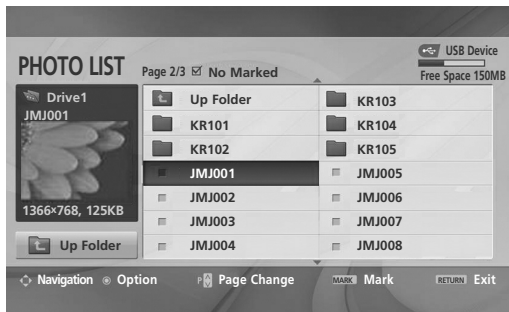 USB Device
PHOTO LIST
Page 2/3 No Marked
Free Space 150MB
Drive1
JMJ001
1366×768, 125KB
Up Folder
Up Folder
KR101
KR102
JMJ001
JMJ002
JMJ003
JMJ004
KR103
KR104
KR105
JMJ005
JMJ006
JMJ007
JMJ008
Navigation Option P Page Change MARK Mark RETURN Exit